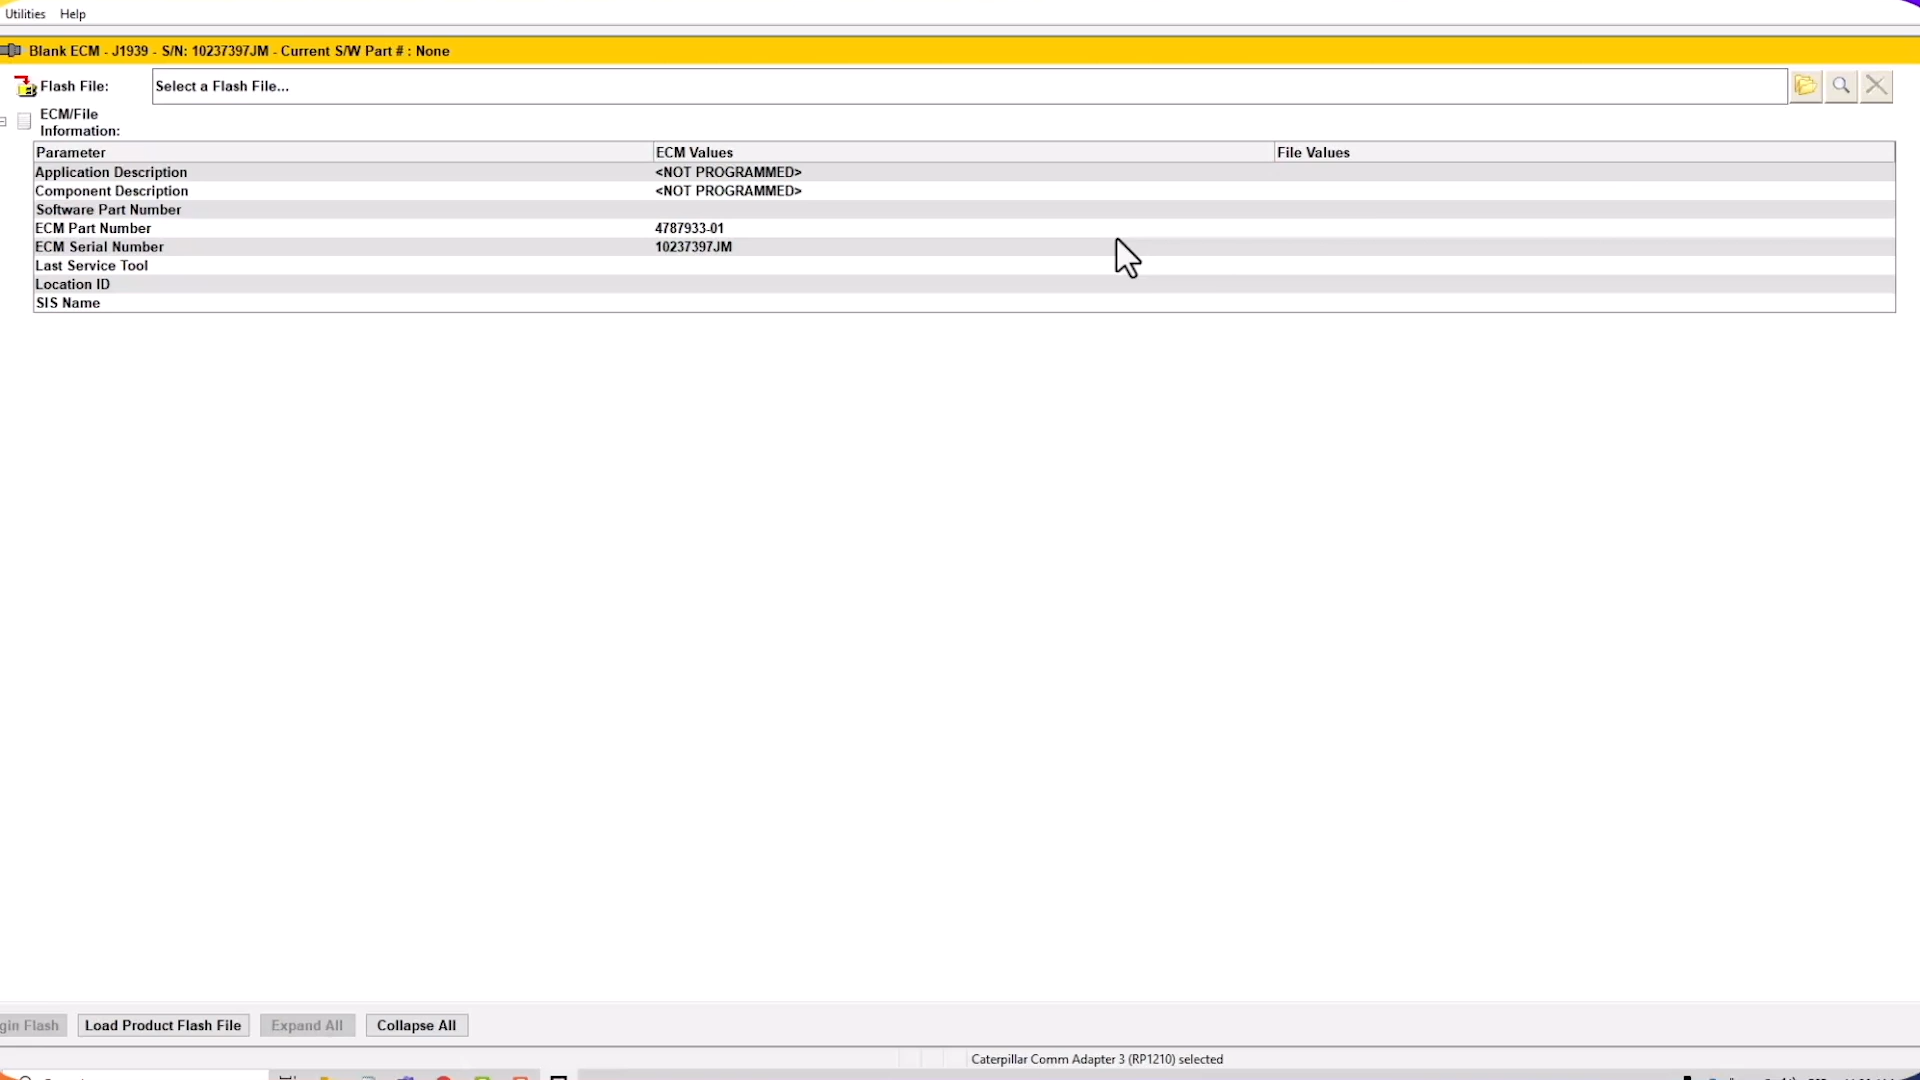 Utilities Help
Blank ECM - J1939 - S/N: 10237397JM - Current S/W Part # : None
Flash File: Select a Flash File...
ECM/File
Information:
Parameter ECM Values File Values
Application Description <NOT PROGRAMMED>
Component Description <NOT PROGRAMMED>
Software Part Number
ECM Part Number 4787933-01
ECM Serial Number 10237397JM
Last Service Tool
Location ID
SIS Name
gin Flash Load Product Flash File Expand All Collapse All
Caterpillar Comm Adapter 3 (RP1210) selected